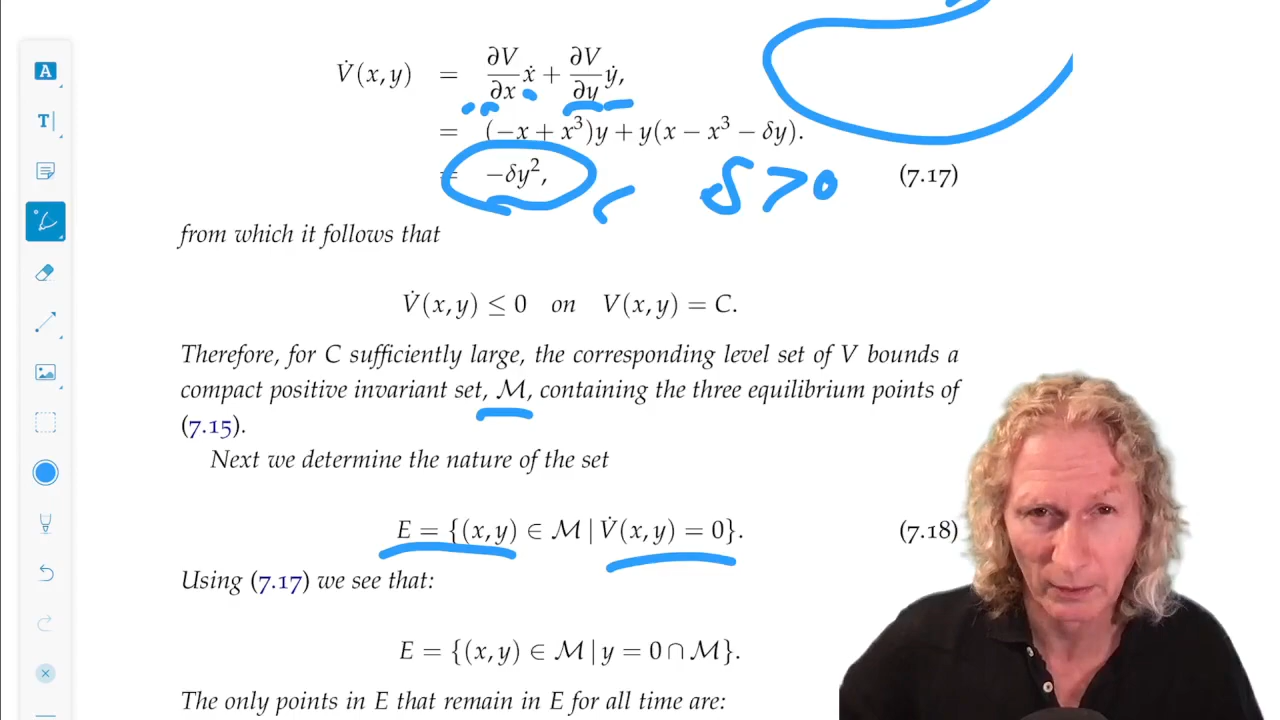 A
T
V̇(x, y) = ∂V/∂x ẋ + ∂V/∂y ẏ,
= (−x + x³)y + y(x − x³ − δy).
= −δy², δ > 0 (7.17)
from which it follows that
V̇(x, y) ≤ 0 on V(x, y) = C.
Therefore, for C sufficiently large, the corresponding level set of V bounds a
compact positive invariant set, ℳ, containing the three equilibrium points of
(7.15).
Next we determine the nature of the set
E = {(x, y) ∈ ℳ | V̇(x, y) = 0}. (7.18)
Using (7.17) we see that:
E = {(x, y) ∈ ℳ | y = 0 ∩ ℳ}.
The only points in E that remain in E for all time are: